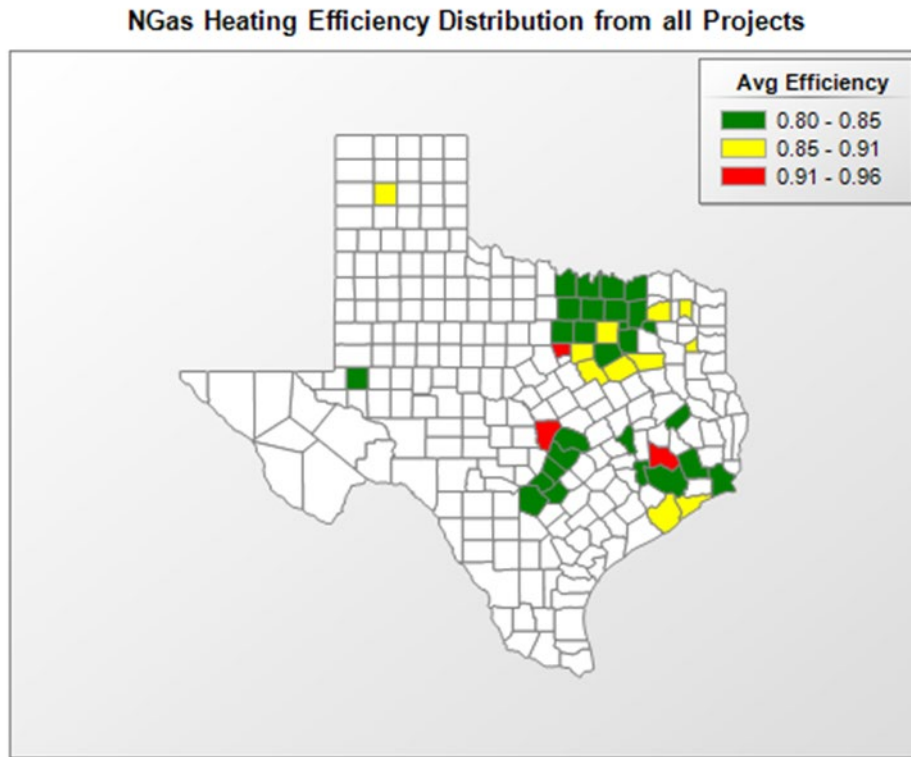 NGas Heating Efficiency Distribution from all Projects
Avg Efficiency
0.80 - 0.85
0.85 - 0.91
0.91 - 0.96